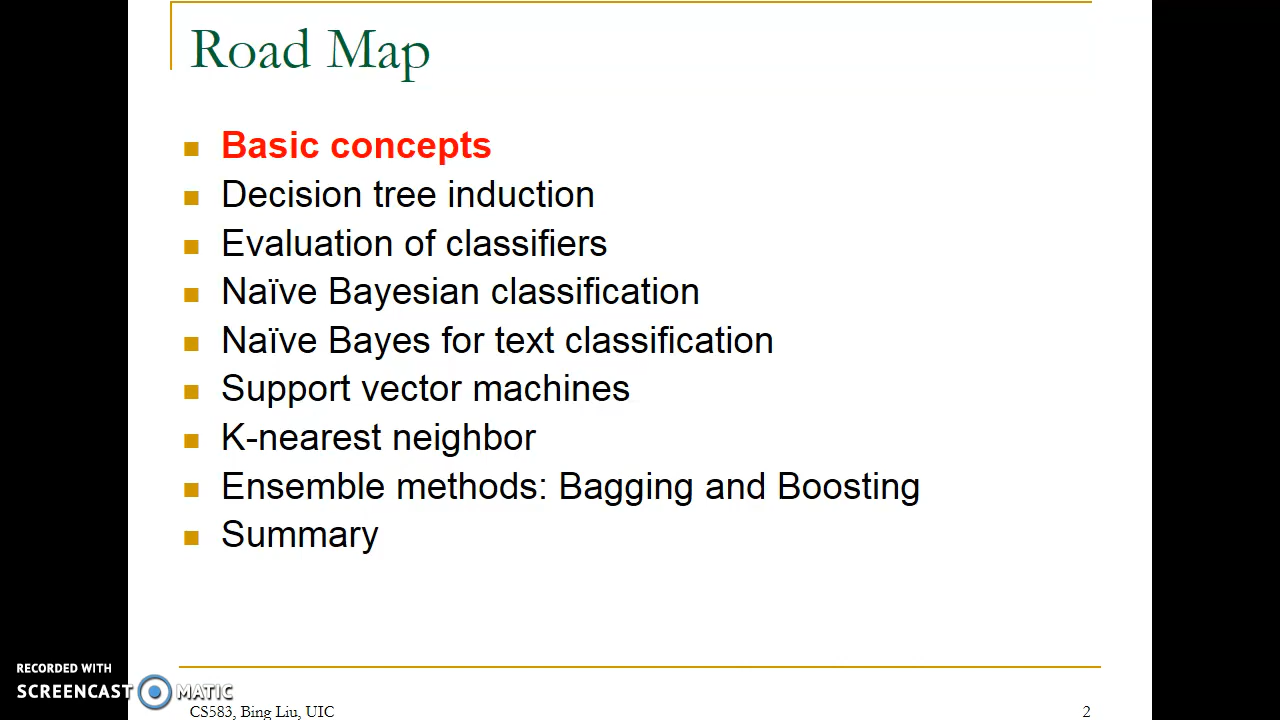 Road Map
Basic concepts
Decision tree induction
Evaluation of classifiers
Naïve Bayesian classification
Naïve Bayes for text classification
Support vector machines
K-nearest neighbor
Ensemble methods: Bagging and Boosting
Summary
RECORDED WITH
SCREENCAST MATIC
CS583, Bing Liu, UIC
2